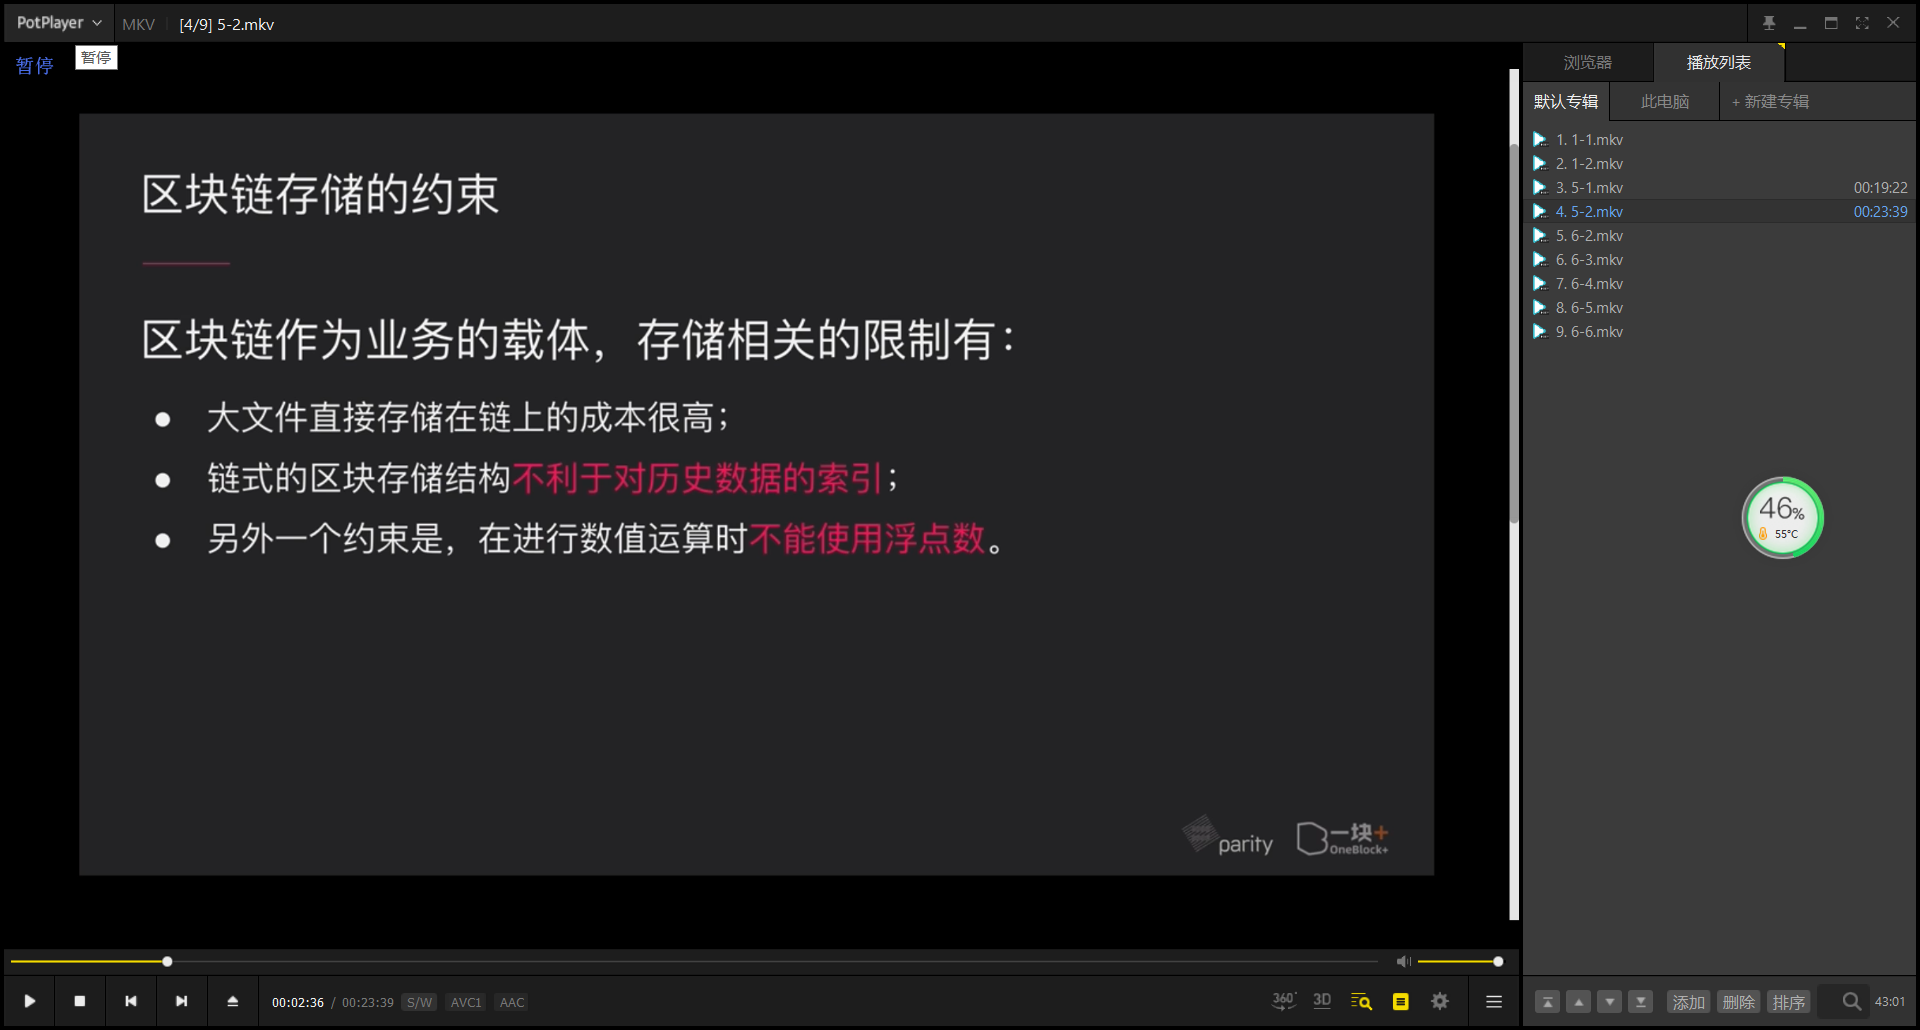 PotPlayer
MKV
[4/9] 5-2.mkv
暂停
暂停
区块链存储的约束
区块链作为业务的载体，存储相关的限制有：
● 大文件直接存储在链上的成本很高；
● 链式的区块存储结构不利于对历史数据的索引；
● 另外一个约束是，在进行数值运算时不能使用浮点数。
parity
一块+
OneBlock+
00:02:36 / 00:23:39 S/W AVC1 AAC
360°
3D
浏览器
播放列表
默认专辑
此电脑
+ 新建专辑
1. 1-1.mkv
2. 1-2.mkv
3. 5-1.mkv 00:19:22
4. 5-2.mkv 00:23:39
5. 6-2.mkv
6. 6-3.mkv
7. 6-4.mkv
8. 6-5.mkv
9. 6-6.mkv
46%
55°C
添加
删除
排序
43:01